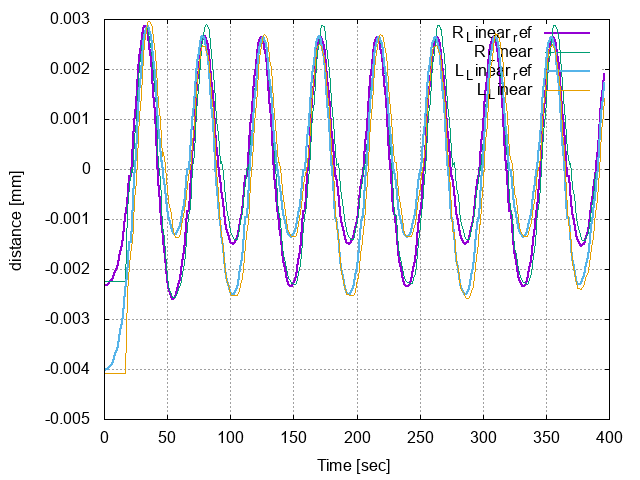 0.003
0.002
0.001
0
-0.001
-0.002
-0.003
-0.004
-0.005
0 50 100 150 200 250 300 350 400
distance [mm]
Time [sec]
R_Linear_ref
R_Linear
L_Linear_ref
L_Linear